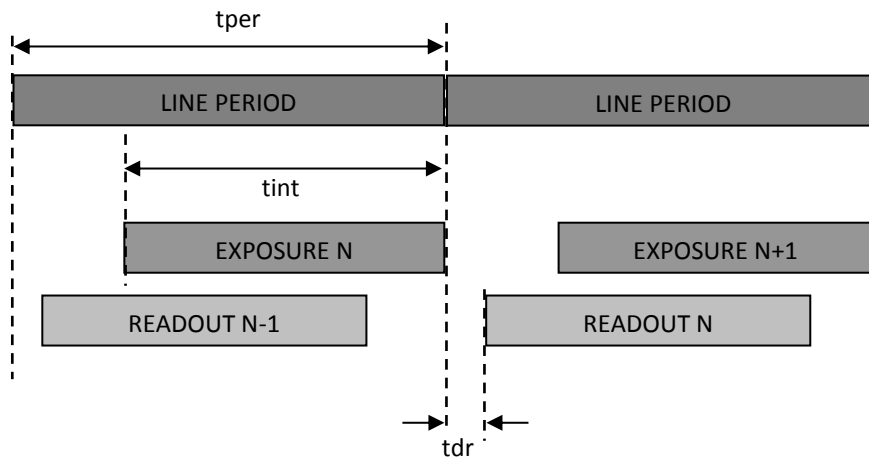 tper
LINE PERIOD LINE PERIOD
tint
EXPOSURE N EXPOSURE N+1
READOUT N-1 READOUT N
tdr